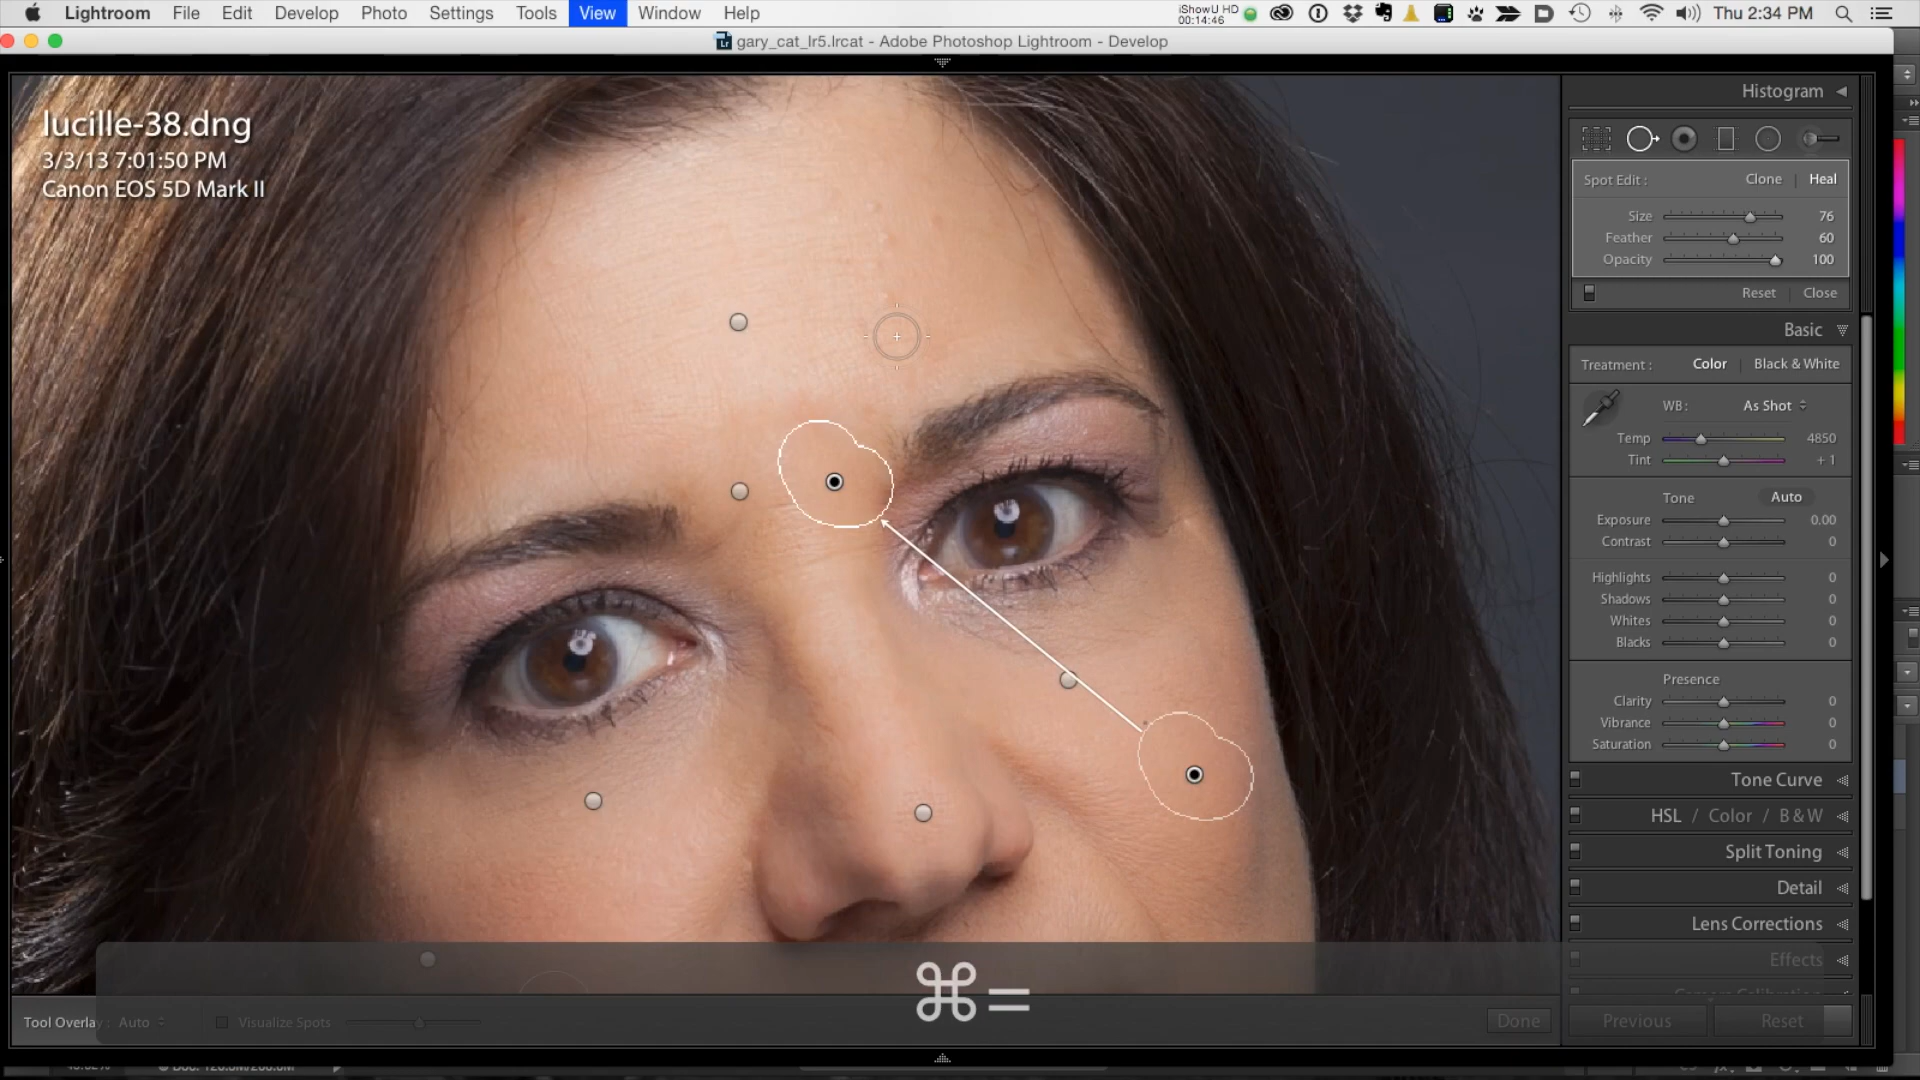 Lightroom File Edit Develop Photo Settings Tools View Window Help iShowU HD 00:14:46 Thu 2:34 PM
gary_cat_lr5.lrcat - Adobe Photoshop Lightroom - Develop
lucille-38.dng
3/3/13 7:01:50 PM
Canon EOS 5D Mark II
Histogram
Spot Edit : Clone | Heal
Size 76
Feather 60
Opacity 100
Reset | Close
Basic
Treatment : Color | Black & White
WB : As Shot
Temp 4850
Tint + 1
Tone Auto
Exposure 0.00
Contrast 0
Highlights 0
Shadows 0
Whites 0
Blacks 0
Presence
Clarity 0
Vibrance 0
Saturation 0
Tone Curve
HSL / Color / B & W
Split Toning
Detail
Lens Corrections
Effects
Camera Calibration
⌘=
Tool Overlay : Auto Visualize Spots Done Previous Reset